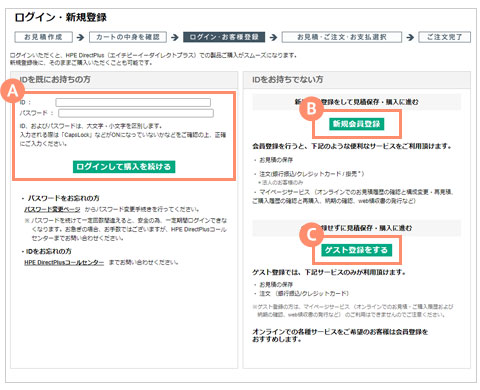 ログイン・新規登録
お見積作成
カートの中身を確認
ログイン・お客様登録
お見積・ご注文・お支払選択
ご注文完了
ログインいただくと、HPE DirectPlus（エイチピーイーダイレクトプラス）での製品ご購入がスムーズになります。
新規登録後に、そのままご購入いただくことも可能です。
IDを既にお持ちの方
A
ID：
パスワード：
ID、およびパスワードは、大文字・小文字を区別します。
入力される際は「CapsLock」などがONになっていないかなどをご確認の上、正確
にご入力ください。
ログインして購入を続ける
・ パスワードをお忘れの方
パスワード変更ページ からパスワード変更手続きを行ってください。
※ パスワードを続けて一定回数間違えると、安全の為、一定期間ログインできな
くなります。お急ぎの場合、お手数ではございますが、HPE DirectPlusコール
センターまでお問い合わせください。
・IDをお忘れの方
HPE DirectPlusコールセンター までお問い合わせください。
IDをお持ちでない方
新 登録をして見積保存・購入に進む
B
新規会員登録
会員登録を行うと、下記のような便利なサービスをご利用頂けます。
・ お見積の保存
・ 注文(銀行振込/クレジットカード / 掛売*)
*法人のお客様のみ
・ マイページサービス （オンラインでのお見積履歴の確認と構成変更・再見積、
ご購入履歴の確認と再購入、納期の確認、web領収書の発行など）
登録せずに見積保存・購入に進む
C
ゲスト登録をする
ゲスト登録では、下記サービスのみが利用頂けます。
・ お見積の保存
・ 注文 （銀行振込/クレジットカード）
※ゲスト登録の方は、マイページサービス （オンラインでのお見積・ご購入履歴および
納期の確認、web領収書の発行など） のご利用はできませんのでご注意ください。
オンラインでの各種サービスをご希望のお客様は会員登録を
おすすめします。